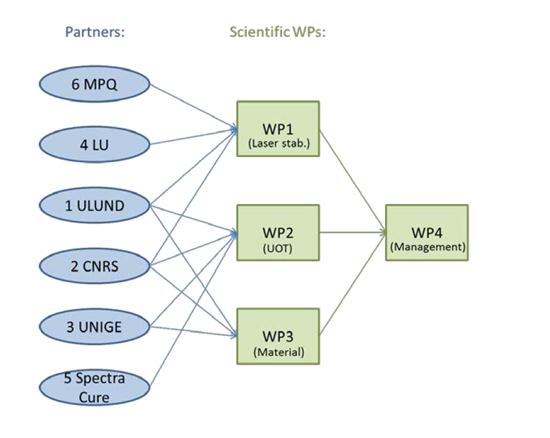 Partners:
Scientific WPs:
6 MPQ
4 LU
1 ULUND
2 CNRS
3 UNIGE
5 Spectra
Cure
WP1
(Laser stab.)
WP2
(UOT)
WP3
(Material)
WP4
(Management)